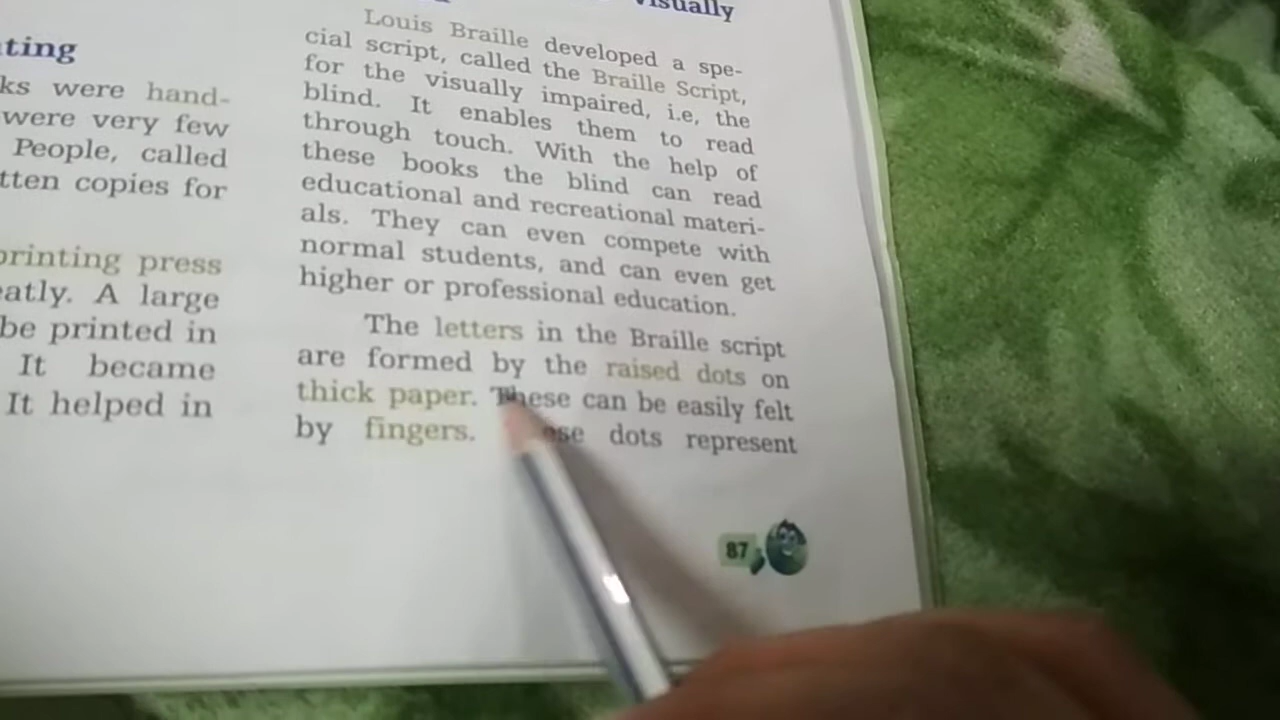 ting
ks were hand-
were very few
People, called
tten copies for
printing press
eatly. A large
be printed in
It became
It helped in
visually
Louis Braille developed a spe-
cial script, called the Braille Script,
for the visually impaired, i.e, the
blind. It enables them to read
through touch. With the help of
these books the blind can read
educational and recreational materi-
als. They can even compete with
normal students, and can even get
higher or professional education.
The letters in the Braille script
are formed by the raised dots on
thick paper. These can be easily felt
by fingers. dots represent
87